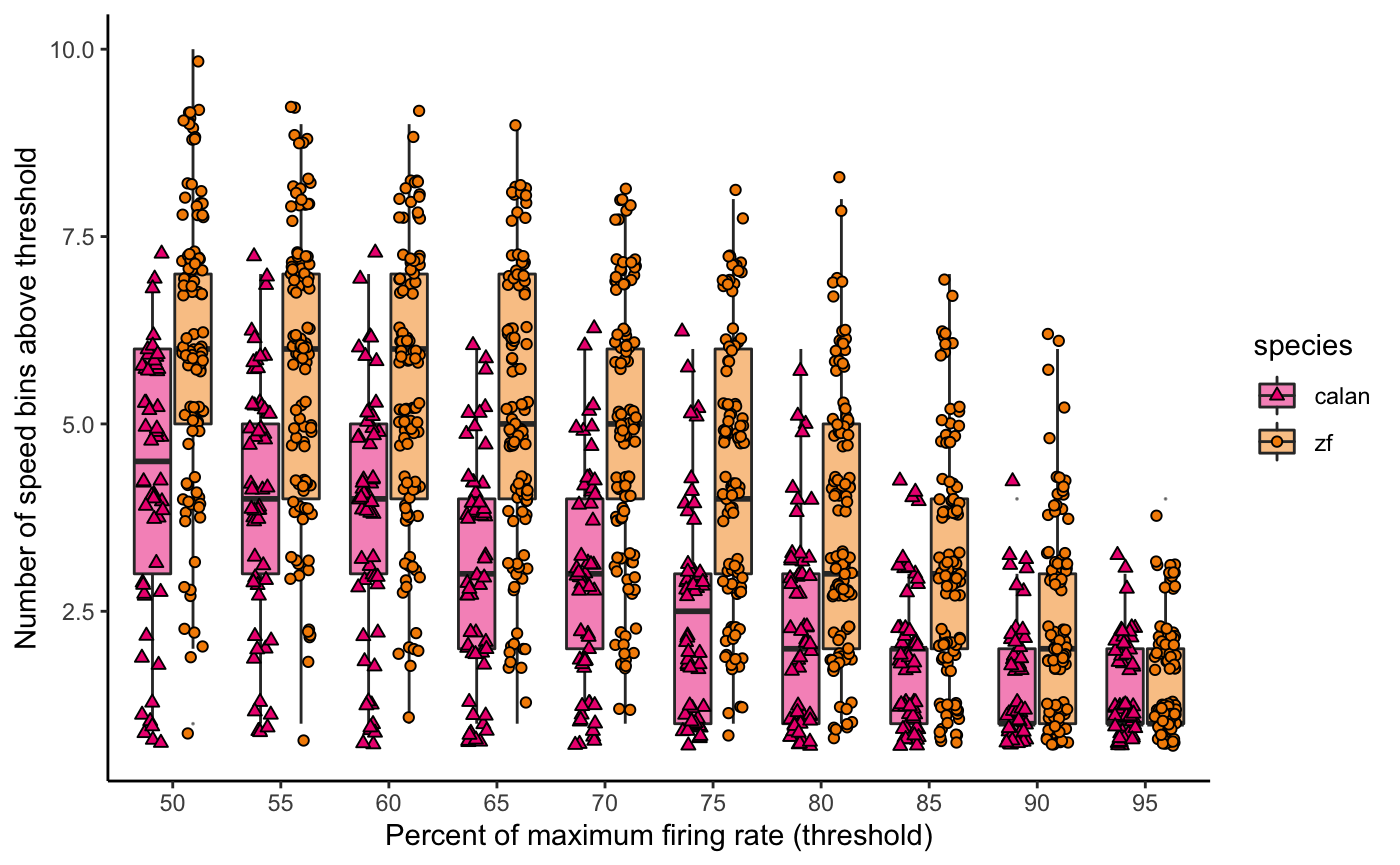 10.0
7.5
5.0
2.5
Number of speed bins above threshold
50 55 60 65 70 75 80 85 90 95
Percent of maximum firing rate (threshold)
species
calan
zf